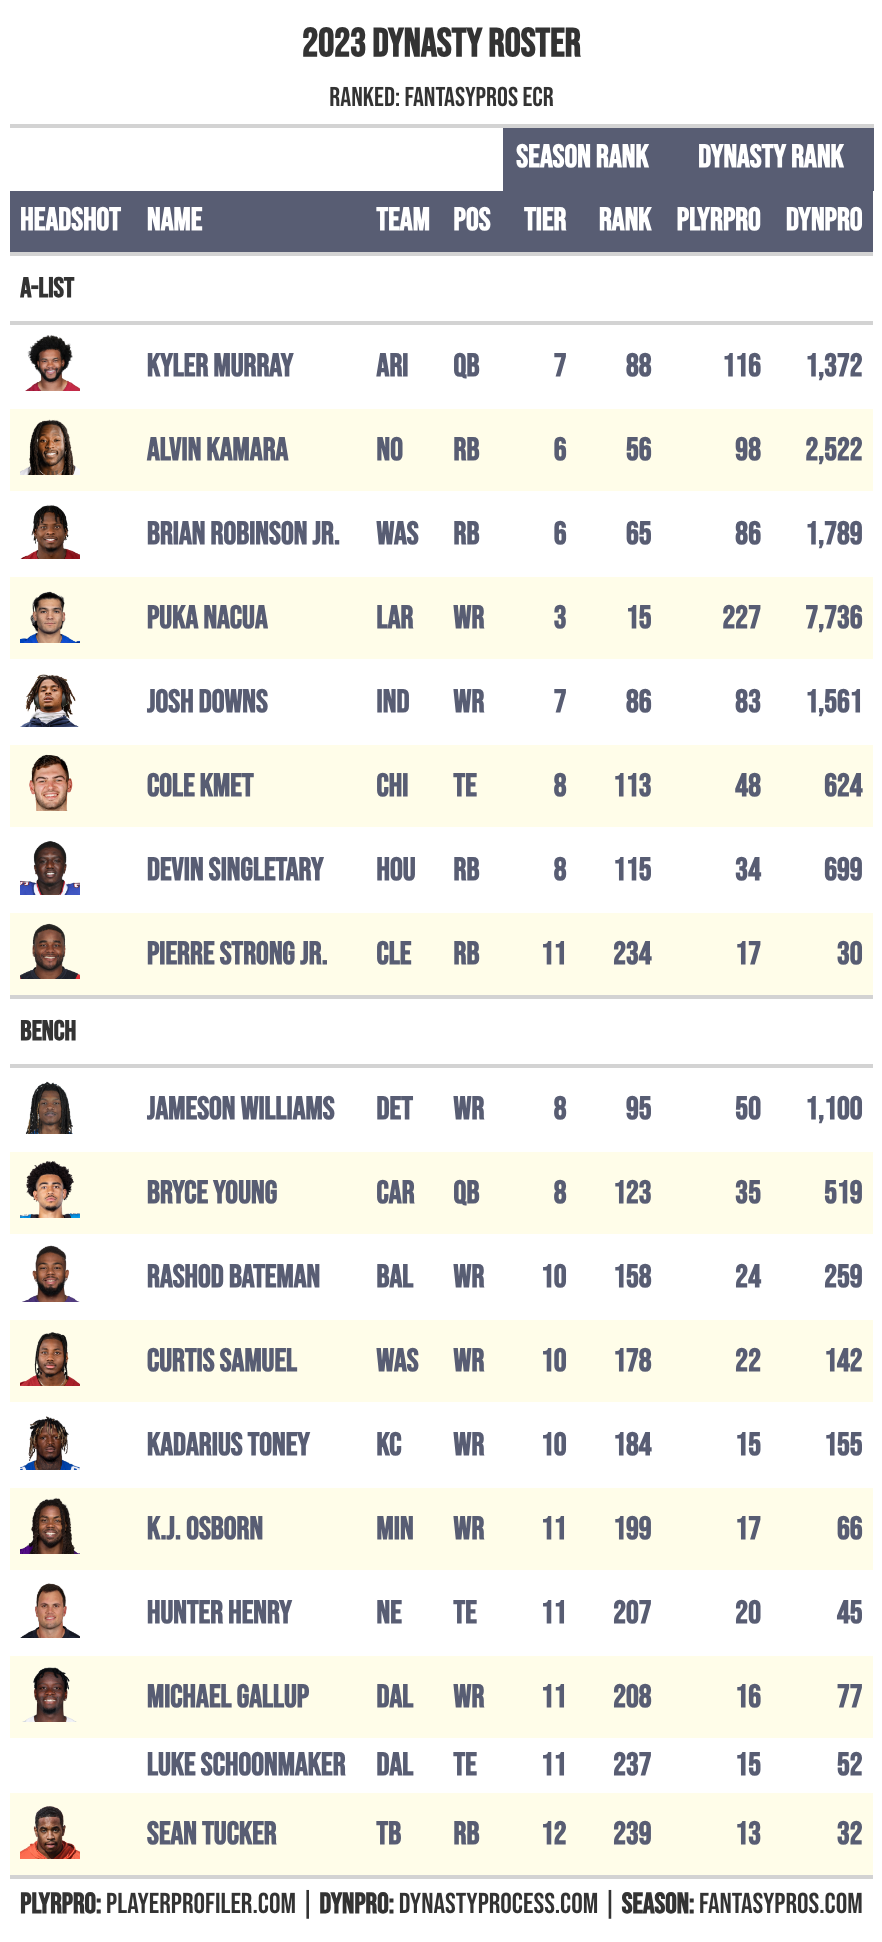 2023 DYNASTY ROSTER
RANKED: FANTASYPROS ECR
SEASON RANK DYNASTY RANK
HEADSHOT NAME TEAM POS TIER RANK PLYRPRO DYNPRO
A-LIST
KYLER MURRAY ARI QB 7 88 116 1,372
ALVIN KAMARA NO RB 6 56 98 2,522
BRIAN ROBINSON JR. WAS RB 6 65 86 1,789
PUKA NACUA LAR WR 3 15 227 7,736
JOSH DOWNS IND WR 7 86 83 1,561
COLE KMET CHI TE 8 113 48 624
DEVIN SINGLETARY HOU RB 8 115 34 699
PIERRE STRONG JR. CLE RB 11 234 17 30
BENCH
JAMESON WILLIAMS DET WR 8 95 50 1,100
BRYCE YOUNG CAR QB 8 123 35 519
RASHOD BATEMAN BAL WR 10 158 24 259
CURTIS SAMUEL WAS WR 10 178 22 142
KADARIUS TONEY KC WR 10 184 15 155
K.J. OSBORN MIN WR 11 199 17 66
HUNTER HENRY NE TE 11 207 20 45
MICHAEL GALLUP DAL WR 11 208 16 77
LUKE SCHOONMAKER DAL TE 11 237 15 52
SEAN TUCKER TB RB 12 239 13 32
PLYRPRO: PLAYERPROFILER.COM | DYNPRO: DYNASTYPROCESS.COM | SEASON: FANTASYPROS.COM